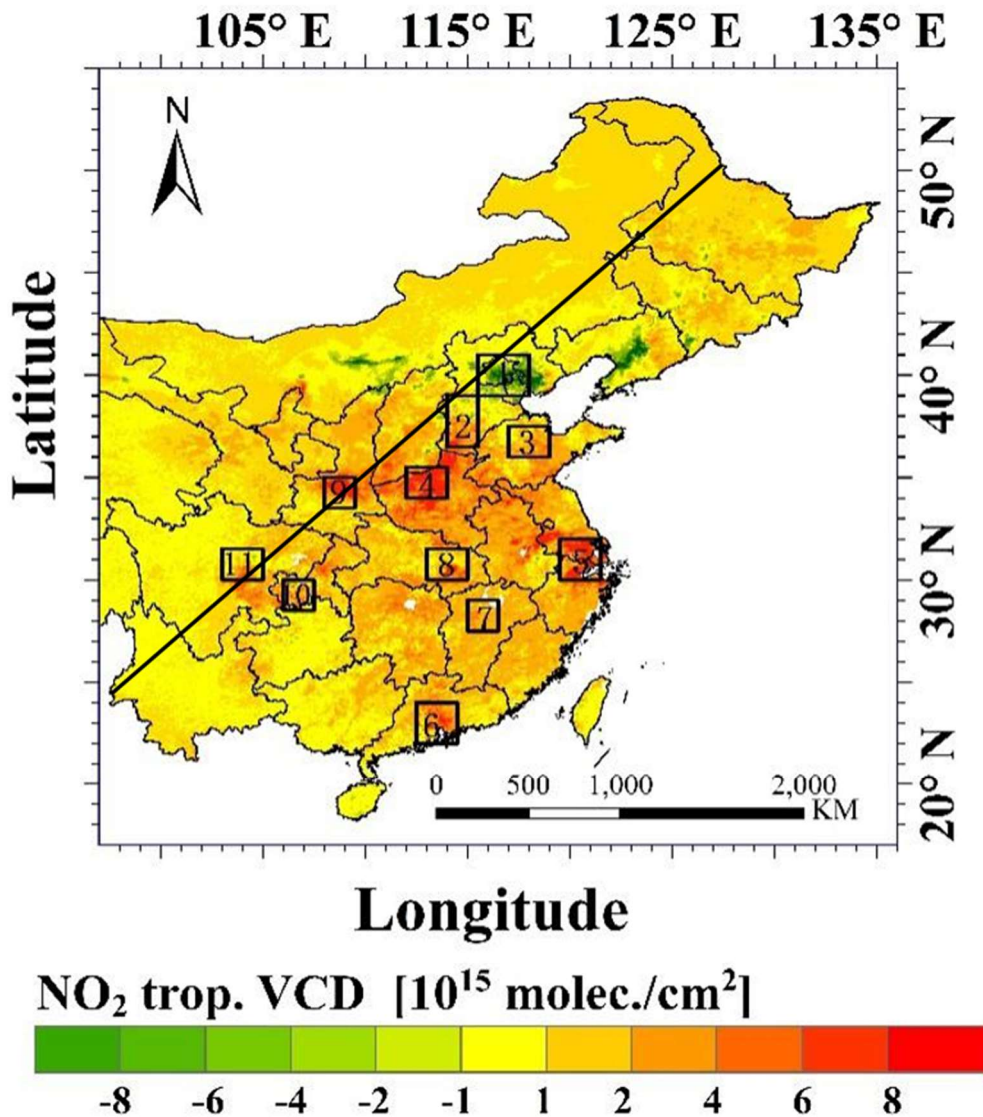 105° E 115° E 125° E 135° E
N
50° N
40° N
30° N
20° N
Latitude
2
3
4
9
5
11
8
10
7
6
0 500 1,000 2,000
KM
Longitude
NO₂ trop. VCD [10¹⁵ molec./cm²]
-8 -6 -4 -2 -1 1 2 4 6 8